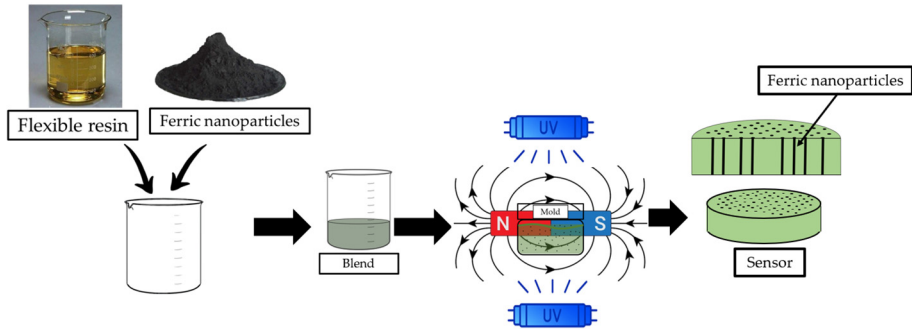 Flexible resin
Ferric nanoparticles
Blend
UV
N
Mold
S
UV
Ferric nanoparticles
Sensor